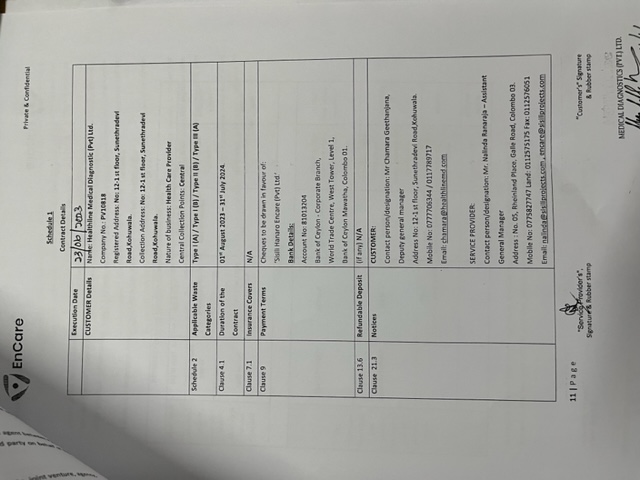 EnCare
Private & Confidential
Schedule 1
Contract Details
Execution Date
23/06/2023
CUSTOMER Details
Name: Healthline Medical Diagnostic (Pvt) Ltd.
Company No.: PV10818
Registered Address: No: 12-1 st floor, Sunethradevi
Road,Kohuwala.
Collection Address: No: 12-1 st floor, Sunethradevi
Road,Kohuwala.
Nature of business: Health Care Provider
Central Collection Points: Central
Schedule 2
Applicable Waste
Categories
Type I (A) / Type I (B) / Type II (B) / Type III (A)
Clause 4.1
Duration of the
Contract
01st August 2023 – 31st July 2024
Clause 7.1
Insurance Covers
N/A
Clause 9
Payment Terms
Cheques to be drawn in favour of:
'Sisili Hanaro Encare (Pvt) Ltd.'
Bank Details:
Account No: 81013204
Bank of Ceylon - Corporate Branch,
World Trade Centre, West Tower, Level 1,
Bank of Ceylon Mawatha, Colombo 01.
Clause 13.6
Refundable Deposit
(if any) N/A
Clause 21.3
Notices
CUSTOMER:
Contact person/designation: Mr Chamara Geethanjana,
Deputy general manager
Address No: 12-1st floor, Sunethradevi Road,Kohuwala.
Mobile No: 0777706344 / 0117789717
Email: chamara@healthlinemd.com
SERVICE PROVIDER:
Contact person/designation: Mr. Nalinda Ranaraja – Assistant
General Manager
Address : No. 05, Rheinland Place, Galle Road, Colombo 03.
Mobile No: 0775827747 Land: 0112575175 Fax: 0112576051
Email: nalinda@sisiliprojects.com , encare@sisiliprojects.com
11 | Page
"Service Provider's",
Signature & Rubber stamp
"Customer's" Signature
& Rubber stamp
MEDICAL DIAGNOSTICS (PVT) LTD.